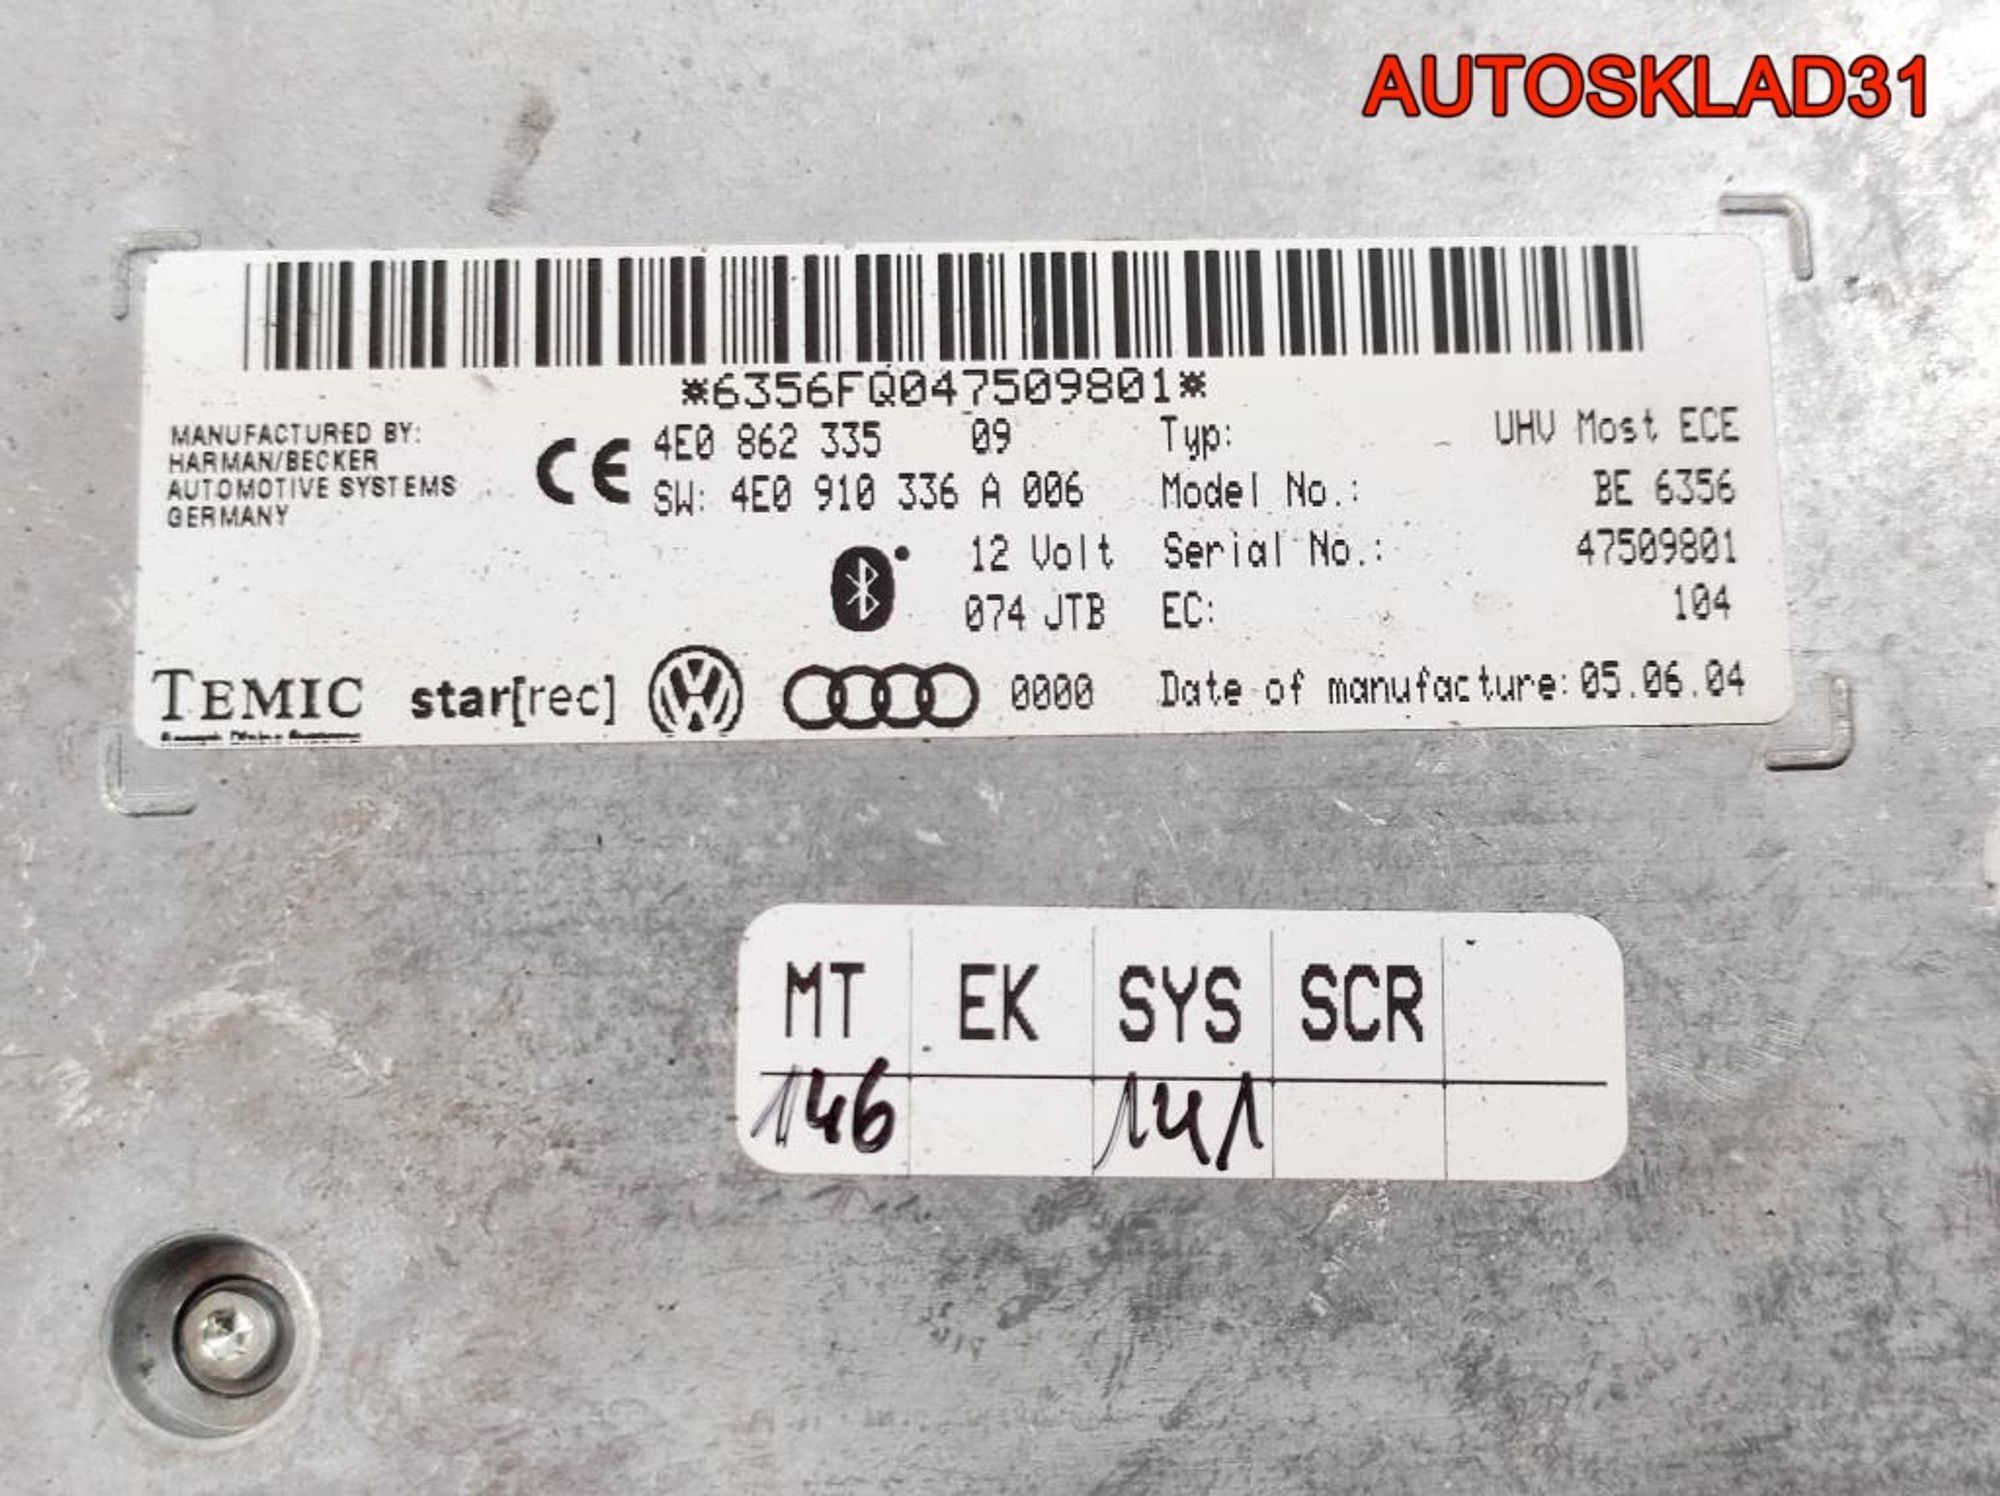 AUTOSKLAD31
*6356FQ047509801*
MANUFACTURED BY:
HARMAN/BECKER
AUTOMOTIVE SYSTEMS
GERMANY
CE
4E0 862 335 09
SW: 4E0 910 336 A 006
12 Volt
074 JTB
Typ: UHV Most ECE
Model No.: BE 6356
Serial No.: 47509801
EC: 104
TEMIC
star[rec]
0000
Date of manufacture: 05.06.04
MT EK SYS SCR
146 141